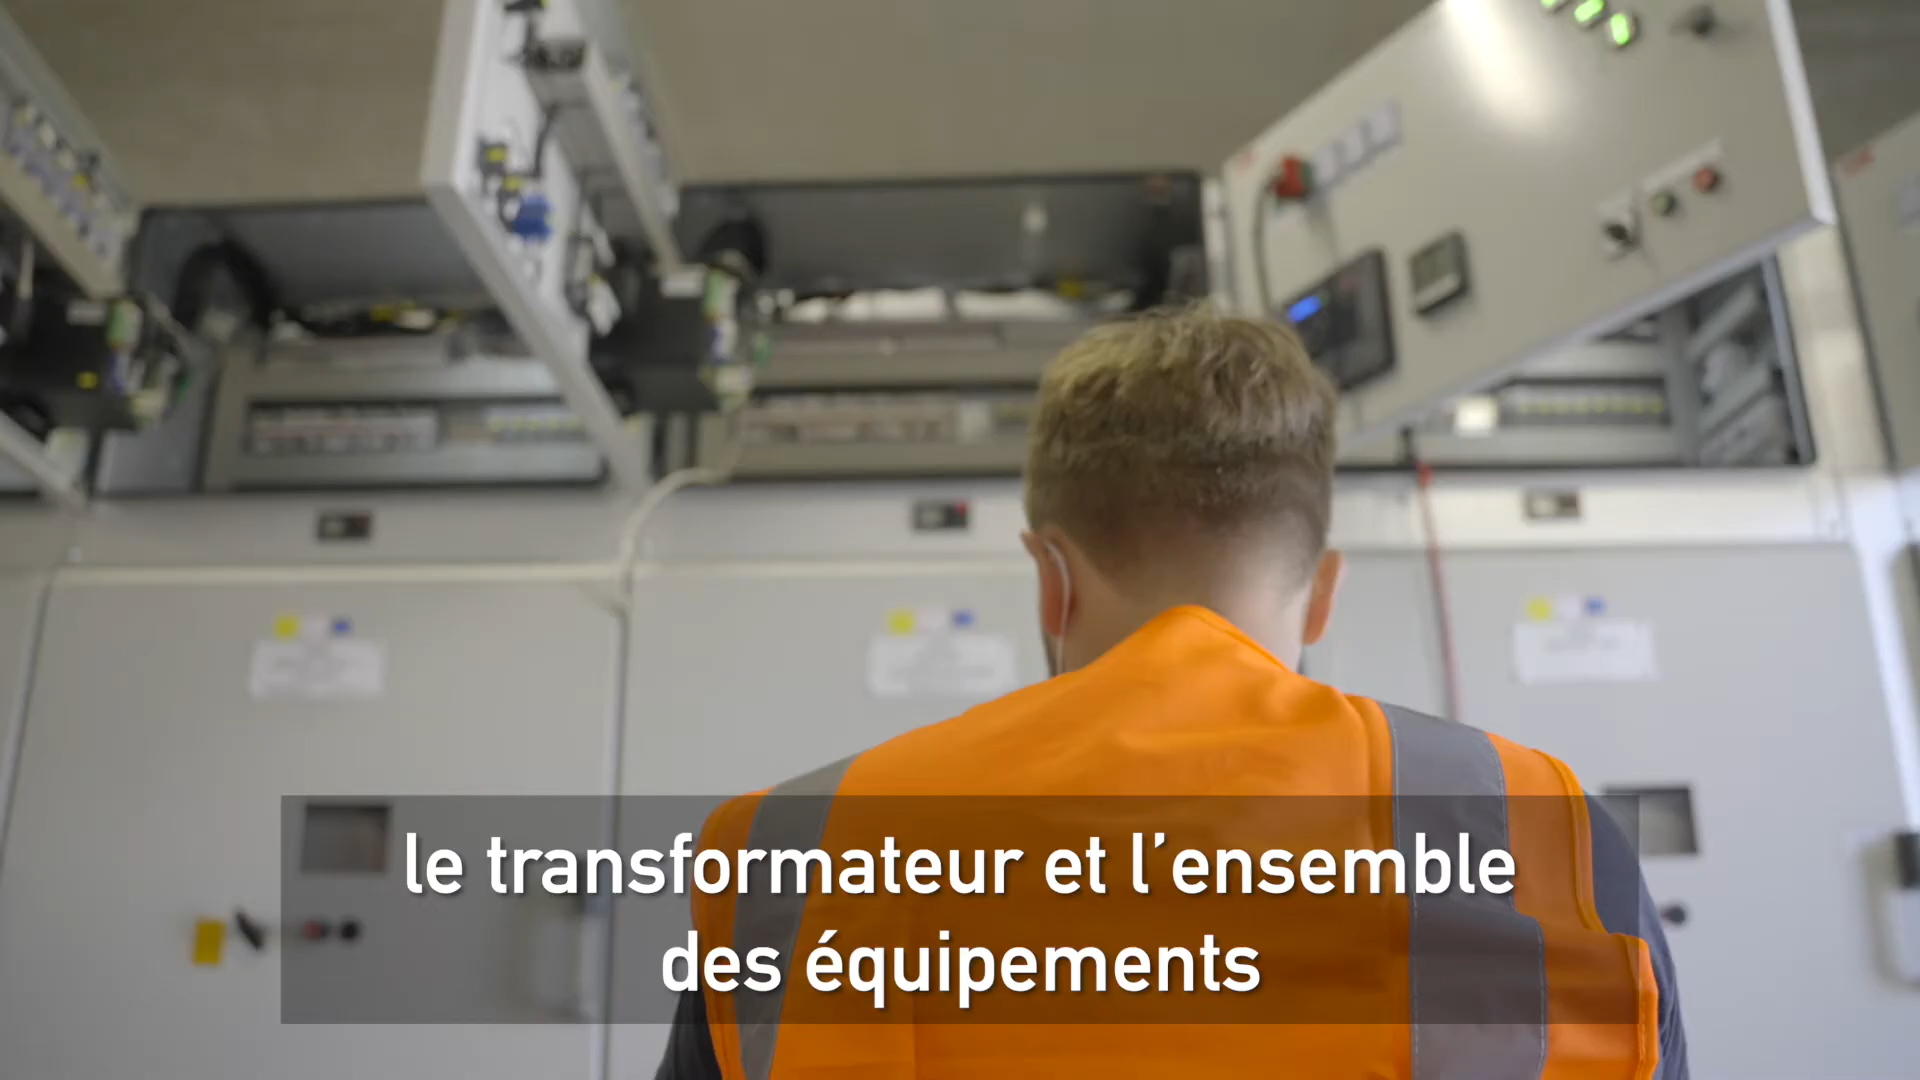 le transformateur et l’ensemble
des équipements